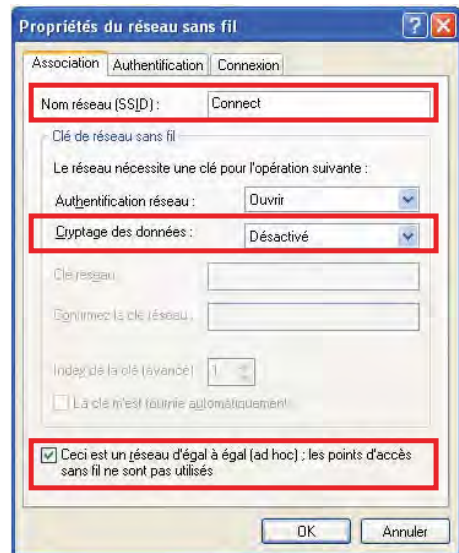 Propriétés du réseau sans fil
Association Authentification Connexion
Nom réseau (SSID) : Connect
Clé de réseau sans fil
Le réseau nécessite une clé pour l'opération suivante :
Authentification réseau : Ouvrir
Cryptage des données : Désactivé
Clé réseau
Confirmez la clé réseau :
Index de la clé (avancé) 1
La clé m'est fournie automatiquement
Ceci est un réseau d'égal à égal (ad hoc) ; les points d'accès
sans fil ne sont pas utilisés
OK Annuler